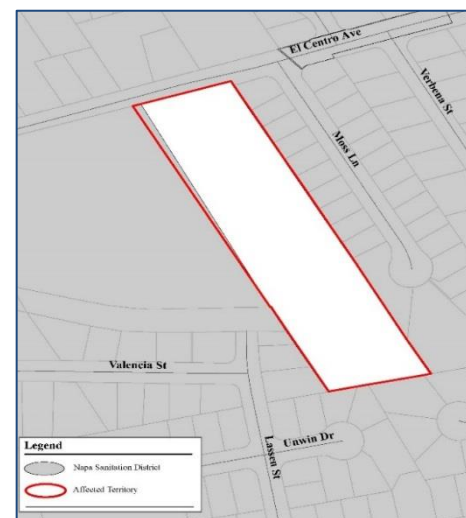 El Centro Ave
Verbena St
Moss Ln
Valencia St
Lassen St
Unwin Dr
Legend
Napa Sanitation District
Affected Territory